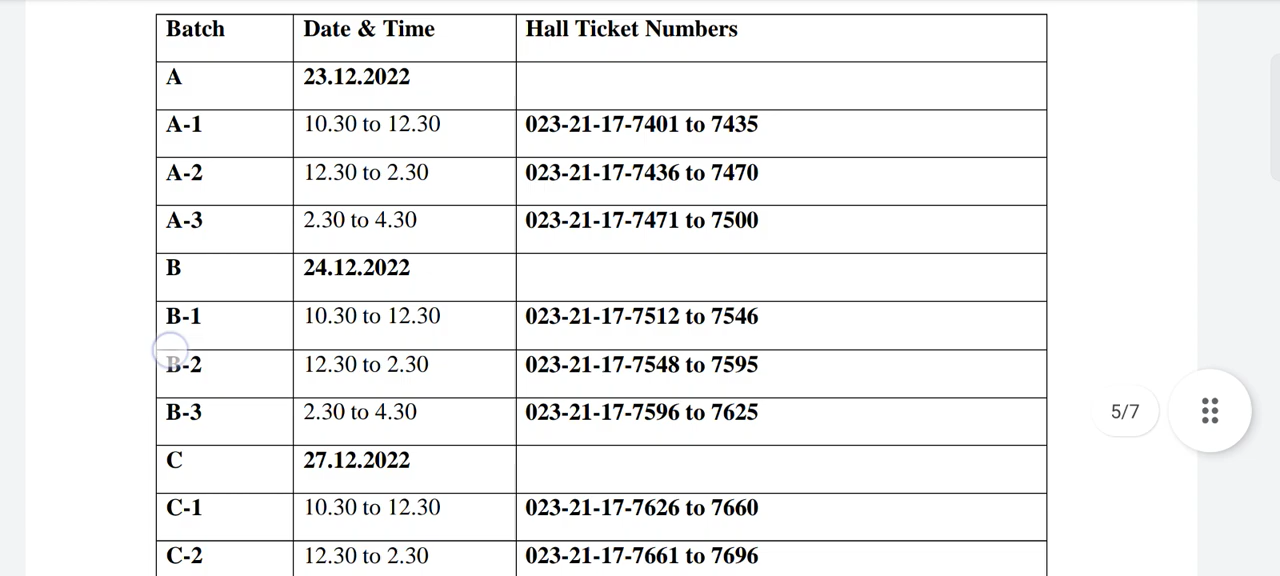 Batch Date & Time Hall Ticket Numbers
A 23.12.2022
A-1 10.30 to 12.30 023-21-17-7401 to 7435
A-2 12.30 to 2.30 023-21-17-7436 to 7470
A-3 2.30 to 4.30 023-21-17-7471 to 7500
B 24.12.2022
B-1 10.30 to 12.30 023-21-17-7512 to 7546
B-2 12.30 to 2.30 023-21-17-7548 to 7595
B-3 2.30 to 4.30 023-21-17-7596 to 7625
5/7
C 27.12.2022
C-1 10.30 to 12.30 023-21-17-7626 to 7660
C-2 12.30 to 2.30 023-21-17-7661 to 7696